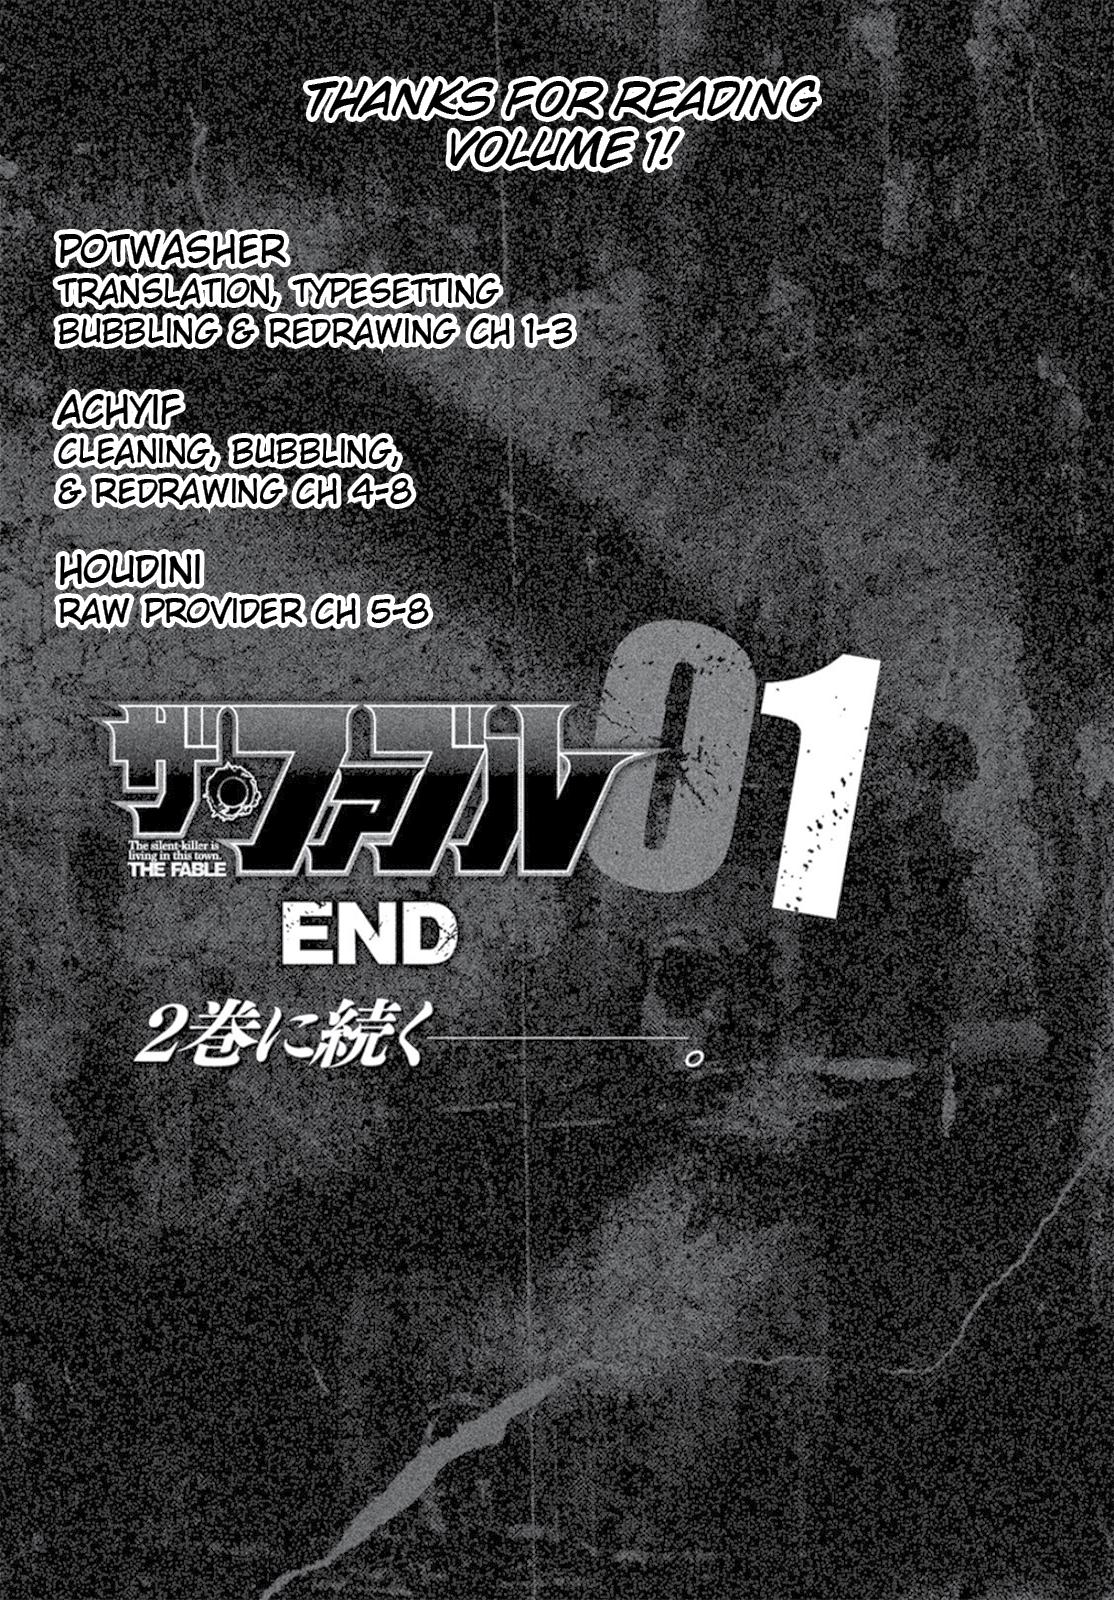 THANKS FOR READING
VOLUME 1!
POTWASHER
TRANSLATION, TYPESETTING
BUBBLING & REDRAWING CH 1-3
ACHYIF
CLEANING, BUBBLING,
& REDRAWING CH 4-8
HOUDINI
RAW PROVIDER CH 5-8
ザ・ファブル 01
The silent-killer is
living in this town.
THE FABLE
END
2巻に続く――――。